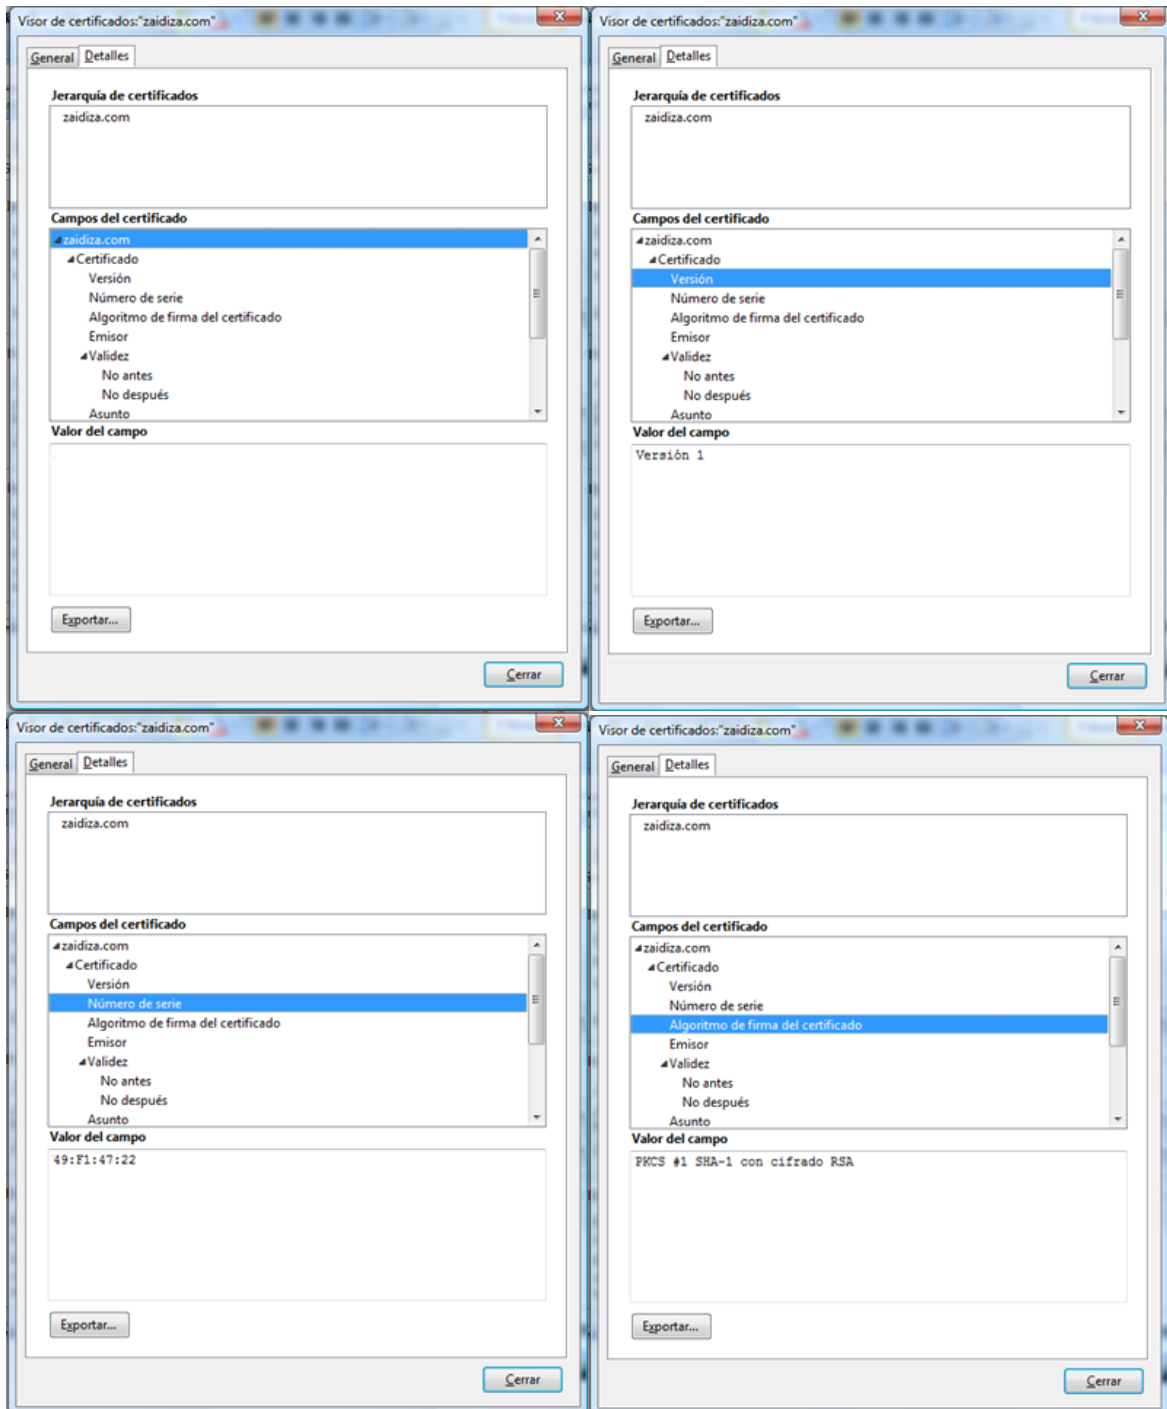 Visor de certificados:"zaidiza.com"
General Detalles
Jerarquía de certificados
zaidiza.com
Campos del certificado
zaidiza.com
Certificado
Versión
Número de serie
Algoritmo de firma del certificado
Emisor
Validez
No antes
No después
Asunto
Valor del campo
Exportar...
Cerrar
Visor de certificados:"zaidiza.com"
General Detalles
Jerarquía de certificados
zaidiza.com
Campos del certificado
zaidiza.com
Certificado
Versión
Número de serie
Algoritmo de firma del certificado
Emisor
Validez
No antes
No después
Asunto
Valor del campo
Versión 1
Exportar...
Cerrar
Visor de certificados:"zaidiza.com"
General Detalles
Jerarquía de certificados
zaidiza.com
Campos del certificado
zaidiza.com
Certificado
Versión
Número de serie
Algoritmo de firma del certificado
Emisor
Validez
No antes
No después
Asunto
Valor del campo
49:F1:47:22
Exportar...
Cerrar
Visor de certificados:"zaidiza.com"
General Detalles
Jerarquía de certificados
zaidiza.com
Campos del certificado
zaidiza.com
Certificado
Versión
Número de serie
Algoritmo de firma del certificado
Emisor
Validez
No antes
No después
Asunto
Valor del campo
PKCS #1 SHA-1 con cifrado RSA
Exportar...
Cerrar